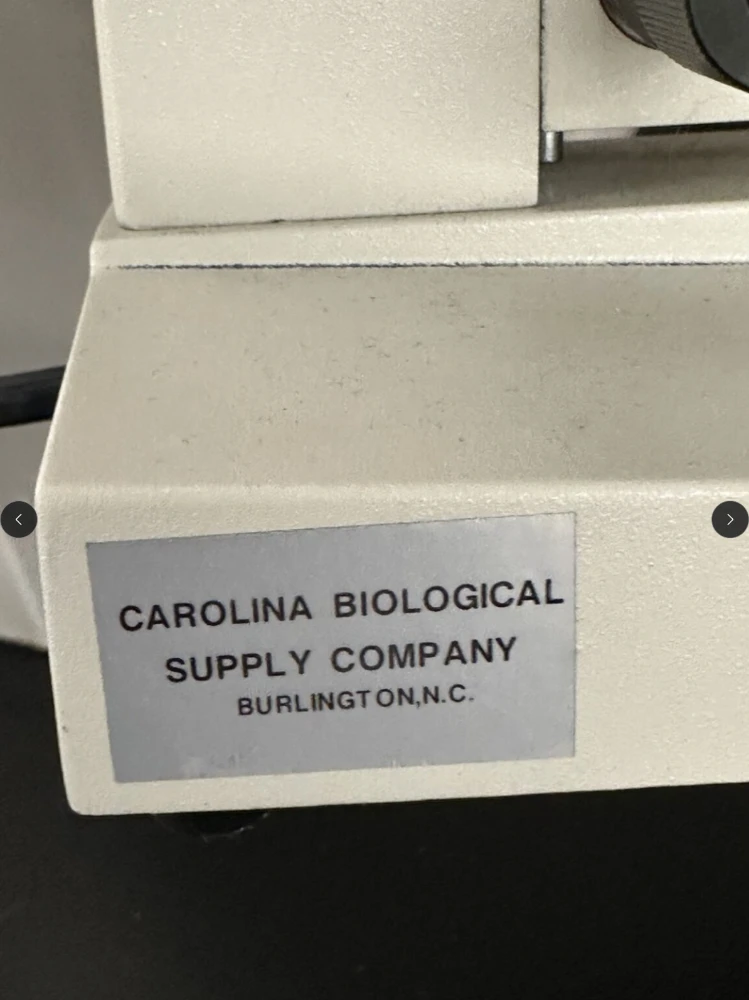 CAROLINA BIOLOGICAL
SUPPLY COMPANY
BURLINGTON,N.C.